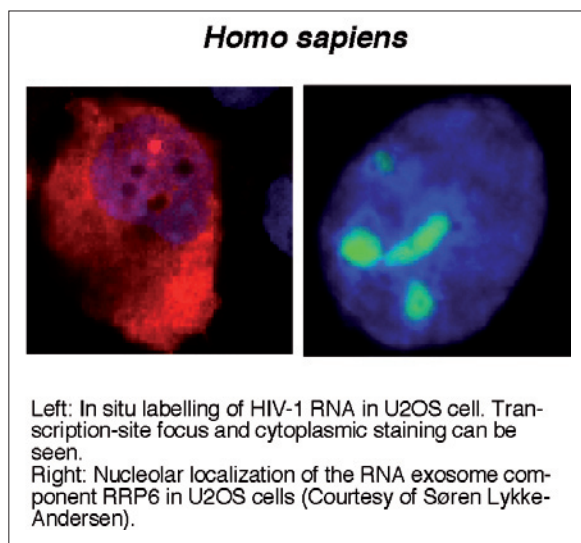 Homo sapiens
Left: In situ labelling of HIV-1 RNA in U2OS cell. Tran-
scription-site focus and cytoplasmic staining can be
seen.
Right: Nucleolar localization of the RNA exosome com-
ponent RRP6 in U2OS cells (Courtesy of Søren Lykke-
Andersen).